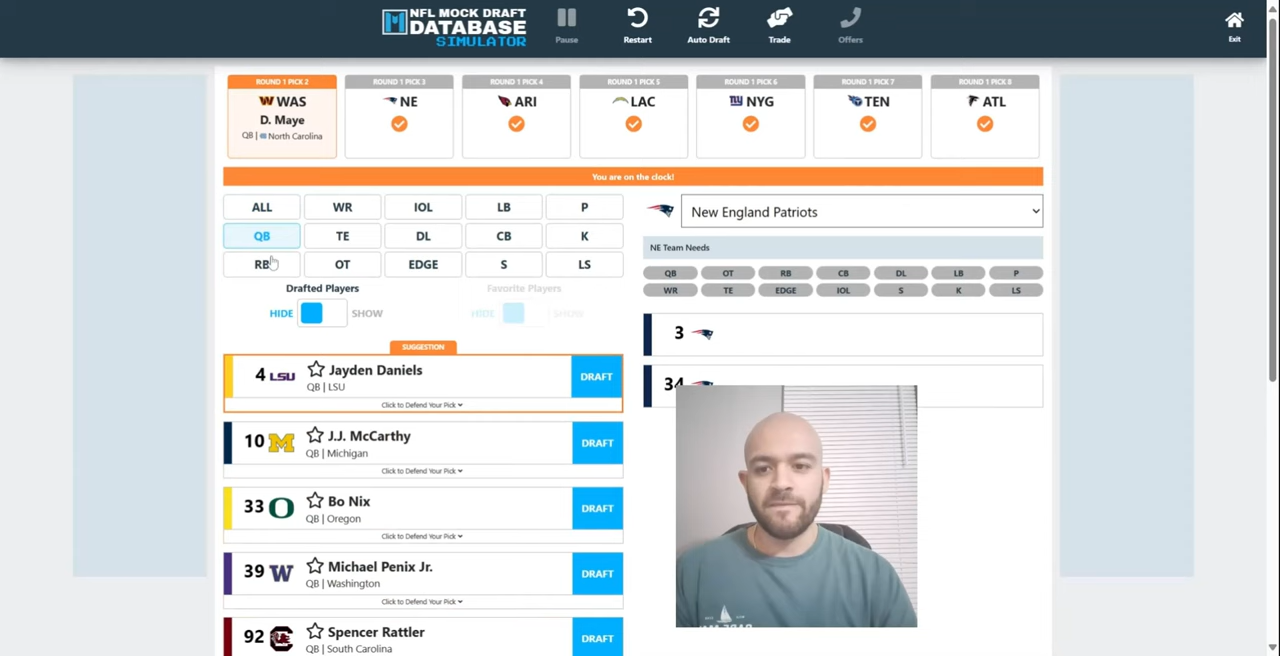 NFL MOCK DRAFT
DATABASE
SIMULATOR
Pause
Restart
Auto Draft
Trade
Offers
Exit
ROUND 1 PICK 2
WAS
D. Maye
QB | North Carolina
ROUND 1 PICK 3
NE
ROUND 1 PICK 4
ARI
ROUND 1 PICK 5
LAC
ROUND 1 PICK 6
NYG
ROUND 1 PICK 7
TEN
ROUND 1 PICK 8
ATL
You are on the clock!
ALL WR IOL LB P
QB TE DL CB K
RB OT EDGE S LS
Drafted Players
HIDE SHOW
Favorite Players
HIDE SHOW
New England Patriots
NE Team Needs
QB OT RB CB DL LB P
WR TE EDGE IOL S K LS
3
34
SUGGESTION
4 LSU Jayden Daniels
QB | LSU
DRAFT
Click to Defend Your Pick
10 M J.J. McCarthy
QB | Michigan
DRAFT
Click to Defend Your Pick
33 O Bo Nix
QB | Oregon
DRAFT
Click to Defend Your Pick
39 W Michael Penix Jr.
QB | Washington
DRAFT
Click to Defend Your Pick
92 Spencer Rattler
QB | South Carolina
DRAFT